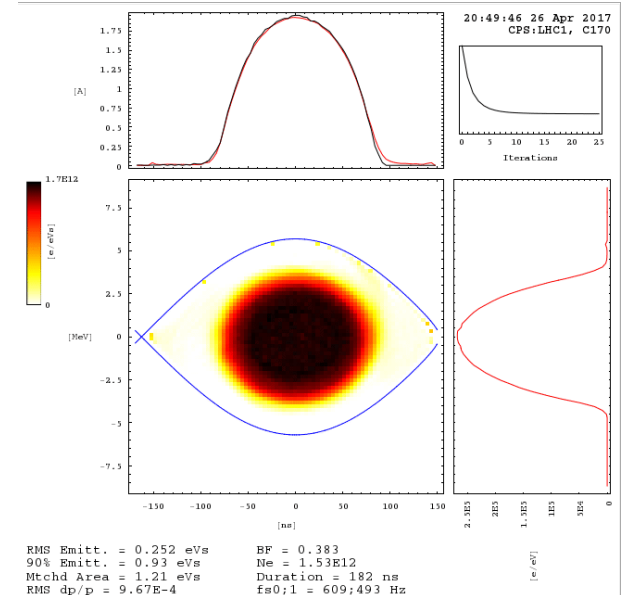 20:49:46 26 Apr 2017
CPS:LHC1, C170
1.75
1.5
1.25
1
0.75
0.5
0.25
0
[A]
0 5 10 15 20 25
Iterations
1.7E12
[e/eVs]
0
7.5
5
2.5
0
-2.5
-5
-7.5
[MeV]
-150 -100 -50 0 50 100 150
[ns]
2.5E5 2E5 1.5E5 1E5 5E4 0
[e/eV]
RMS Emitt. = 0.252 eVs BF = 0.383
90% Emitt. = 0.93 eVs Ne = 1.53E12
Mtchd Area = 1.21 eVs Duration = 182 ns
RMS dp/p = 9.67E-4 fs0;1 = 609;493 Hz